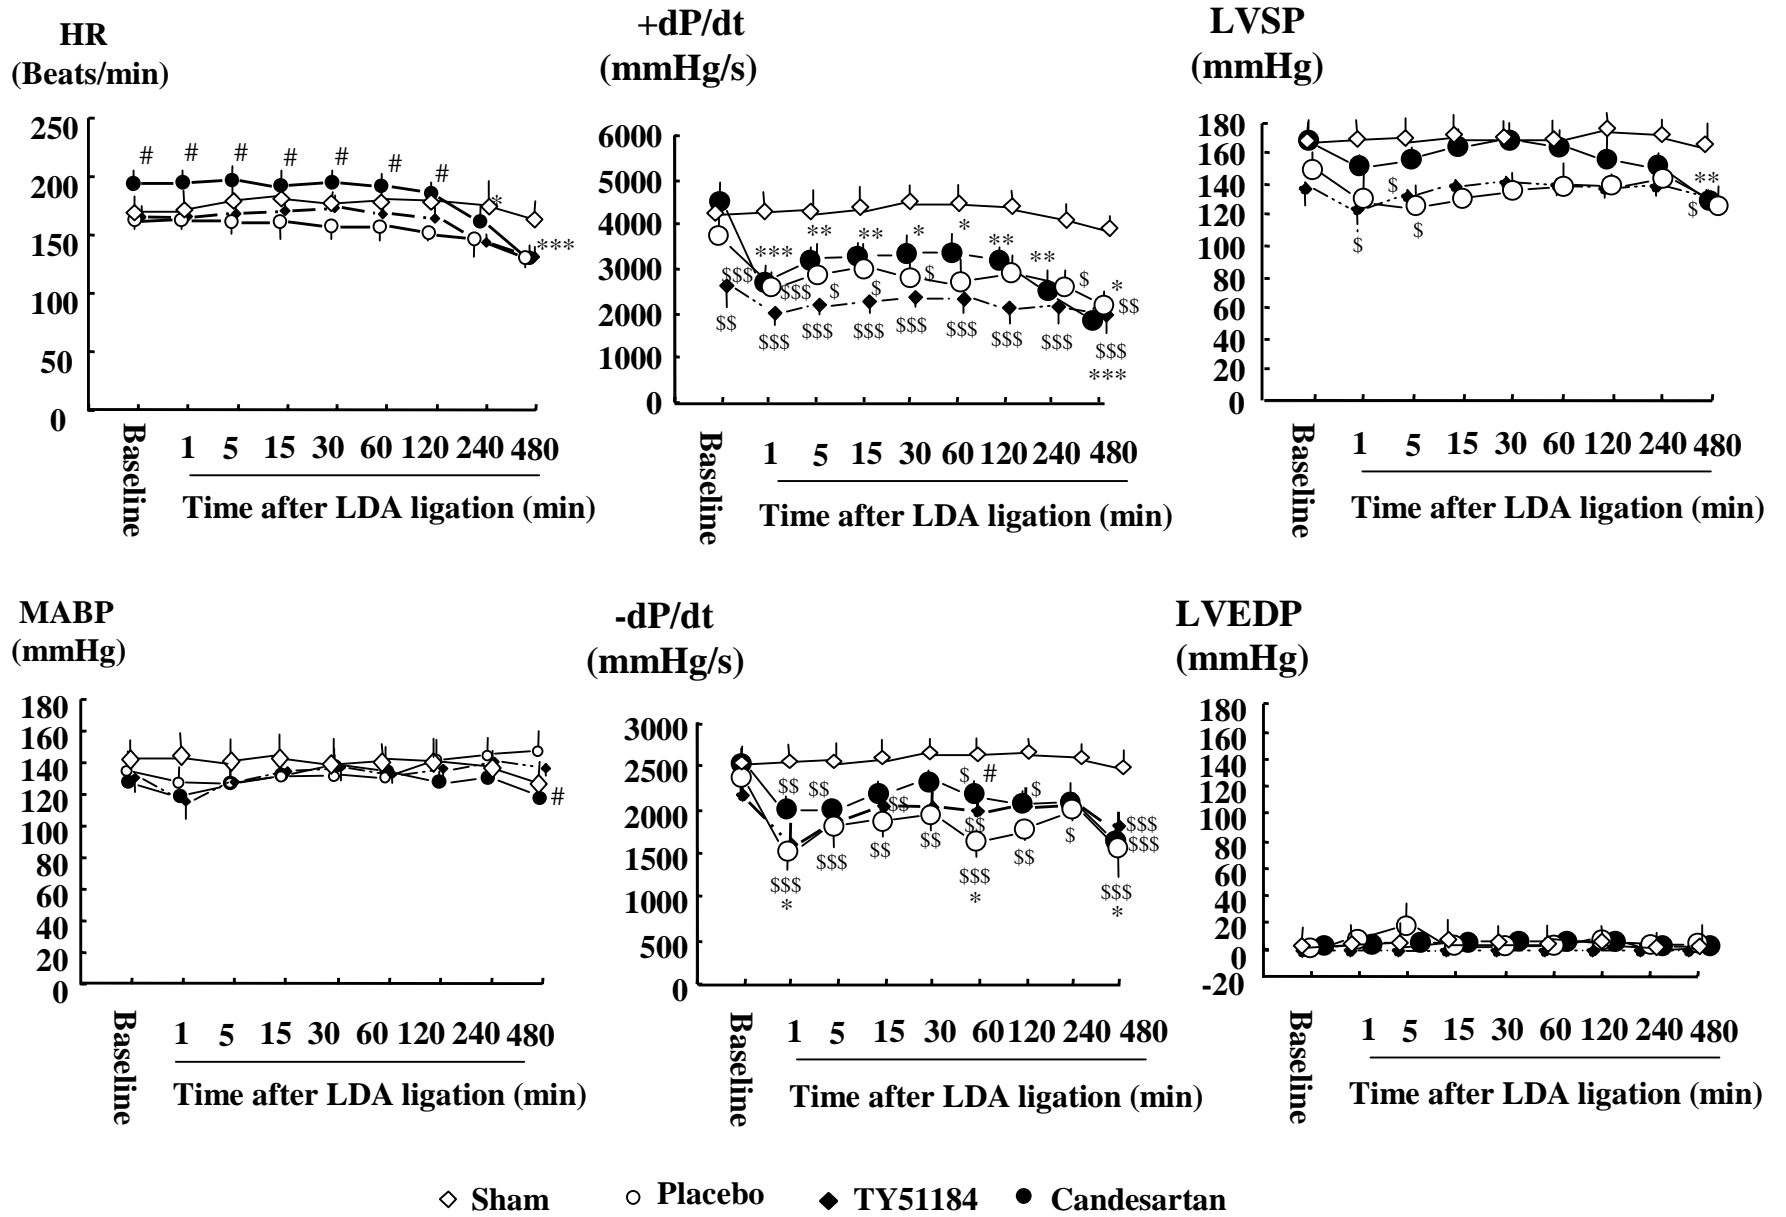 HR
(Beats/min)
250
200
150
100
50
0
# # # # # # #
*
***
Baseline 1 5 15 30 60 120 240 480
Time after LDA ligation (min)
+dP/dt
(mmHg/s)
6000
5000
4000
3000
2000
1000
0
*** ** ** * * ** ** *
$$$ $$$ $ $ $ $ $$
$$ $$$ $$$ $$$ $$$ $$$ $$$ $$$ $$$
***
Baseline 1 5 15 30 60 120 240 480
Time after LDA ligation (min)
LVSP
(mmHg)
180
160
140
120
100
80
60
40
20
0
$ **
$ $ $
Baseline 1 5 15 30 60 120 240 480
Time after LDA ligation (min)
MABP
(mmHg)
180
160
140
120
100
80
60
40
20
0
#
Baseline 1 5 15 30 60 120 240 480
Time after LDA ligation (min)
-dP/dt
(mmHg/s)
3000
2500
2000
1500
1000
500
0
$$ $$ $$ $ # $
$$ $$$
$$$ $$ $$ $$ $ $$$
$$$ $$$ $$$
* * *
Baseline 1 5 15 30 60 120 240 480
Time after LDA ligation (min)
LVEDP
(mmHg)
180
160
140
120
100
80
60
40
20
0
-20
Baseline 1 5 15 30 60 120 240 480
Time after LDA ligation (min)
Sham Placebo TY51184 Candesartan